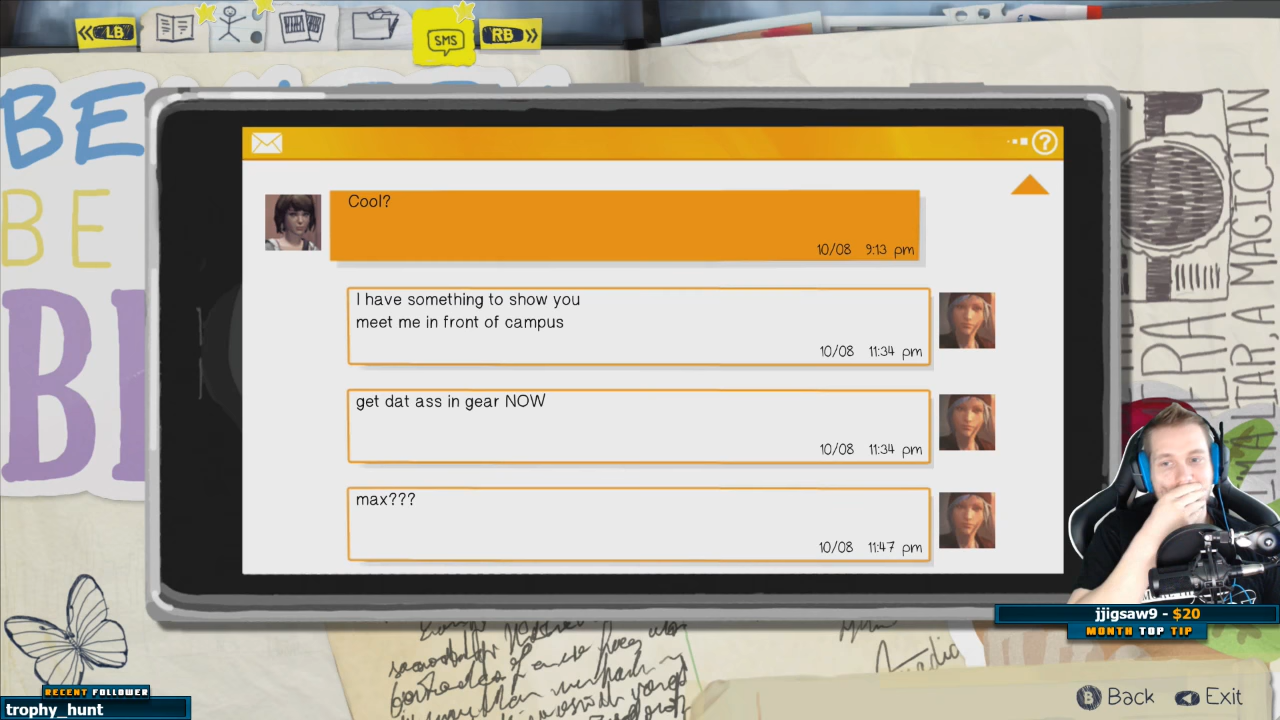 LB
SMS
RB
BE
BE
BE
Cool?
10/08 9:13 pm
I have something to show you
meet me in front of campus
10/08 11:34 pm
get dat ass in gear NOW
10/08 11:34 pm
max???
10/08 11:47 pm
?
LIAR, A MAGICIAN
jjigsaw9 - $20
MONTH TOP TIP
RECENT FOLLOWER
trophy_hunt
B Back
Exit